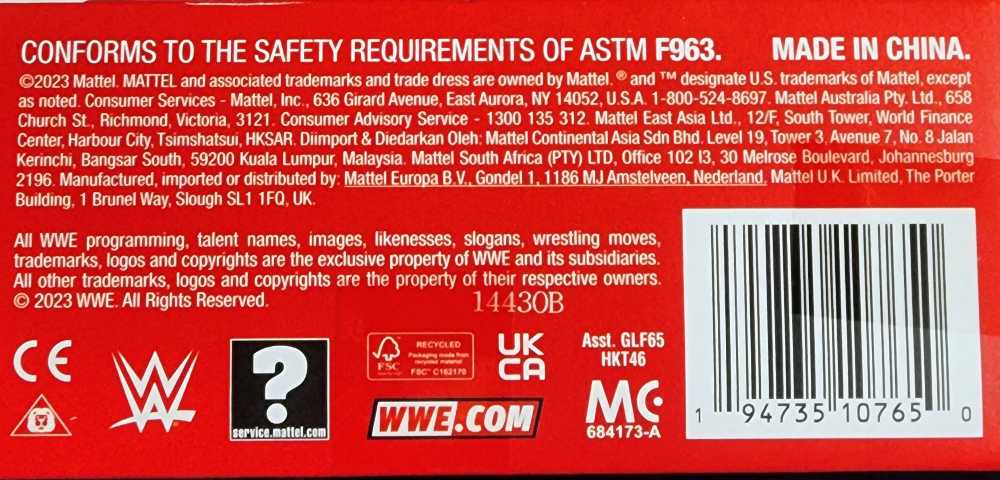 CONFORMS TO THE SAFETY REQUIREMENTS OF ASTM F963. MADE IN CHINA.
©2023 Mattel. MATTEL and associated trademarks and trade dress are owned by Mattel. ® and ™ designate U.S. trademarks of Mattel, except
as noted. Consumer Services - Mattel, Inc., 636 Girard Avenue, East Aurora, NY 14052, U.S.A. 1-800-524-8697. Mattel Australia Pty. Ltd., 658
Church St., Richmond, Victoria, 3121. Consumer Advisory Service - 1300 135 312. Mattel East Asia Ltd., 12/F, South Tower, World Finance
Center, Harbour City, Tsimshatsui, HKSAR. Diimport & Diedarkan Oleh: Mattel Continental Asia Sdn Bhd. Level 19, Tower 3, Avenue 7, No. 8 Jalan
Kerinchi, Bangsar South, 59200 Kuala Lumpur, Malaysia. Mattel South Africa (PTY) LTD, Office 102 I3, 30 Melrose Boulevard, Johannesburg
2196. Manufactured, imported or distributed by: Mattel Europa B.V., Gondel 1, 1186 MJ Amstelveen, Nederland. Mattel U.K. Limited, The Porter
Building, 1 Brunel Way, Slough SL1 1FQ, UK.
All WWE programming, talent names, images, likenesses, slogans, wrestling moves,
trademarks, logos and copyrights are the exclusive property of WWE and its subsidiaries.
All other trademarks, logos and copyrights are the property of their respective owners.
© 2023 WWE. All Rights Reserved. 14430B
CE
W
?
service.mattel.com
FSC
RECYCLED
Packaging made from
recycled material
FSC™ C162170
UK
CA
WWE.COM
Asst. GLF65
HKT46
MC
684173-A
1 94735 10765 0